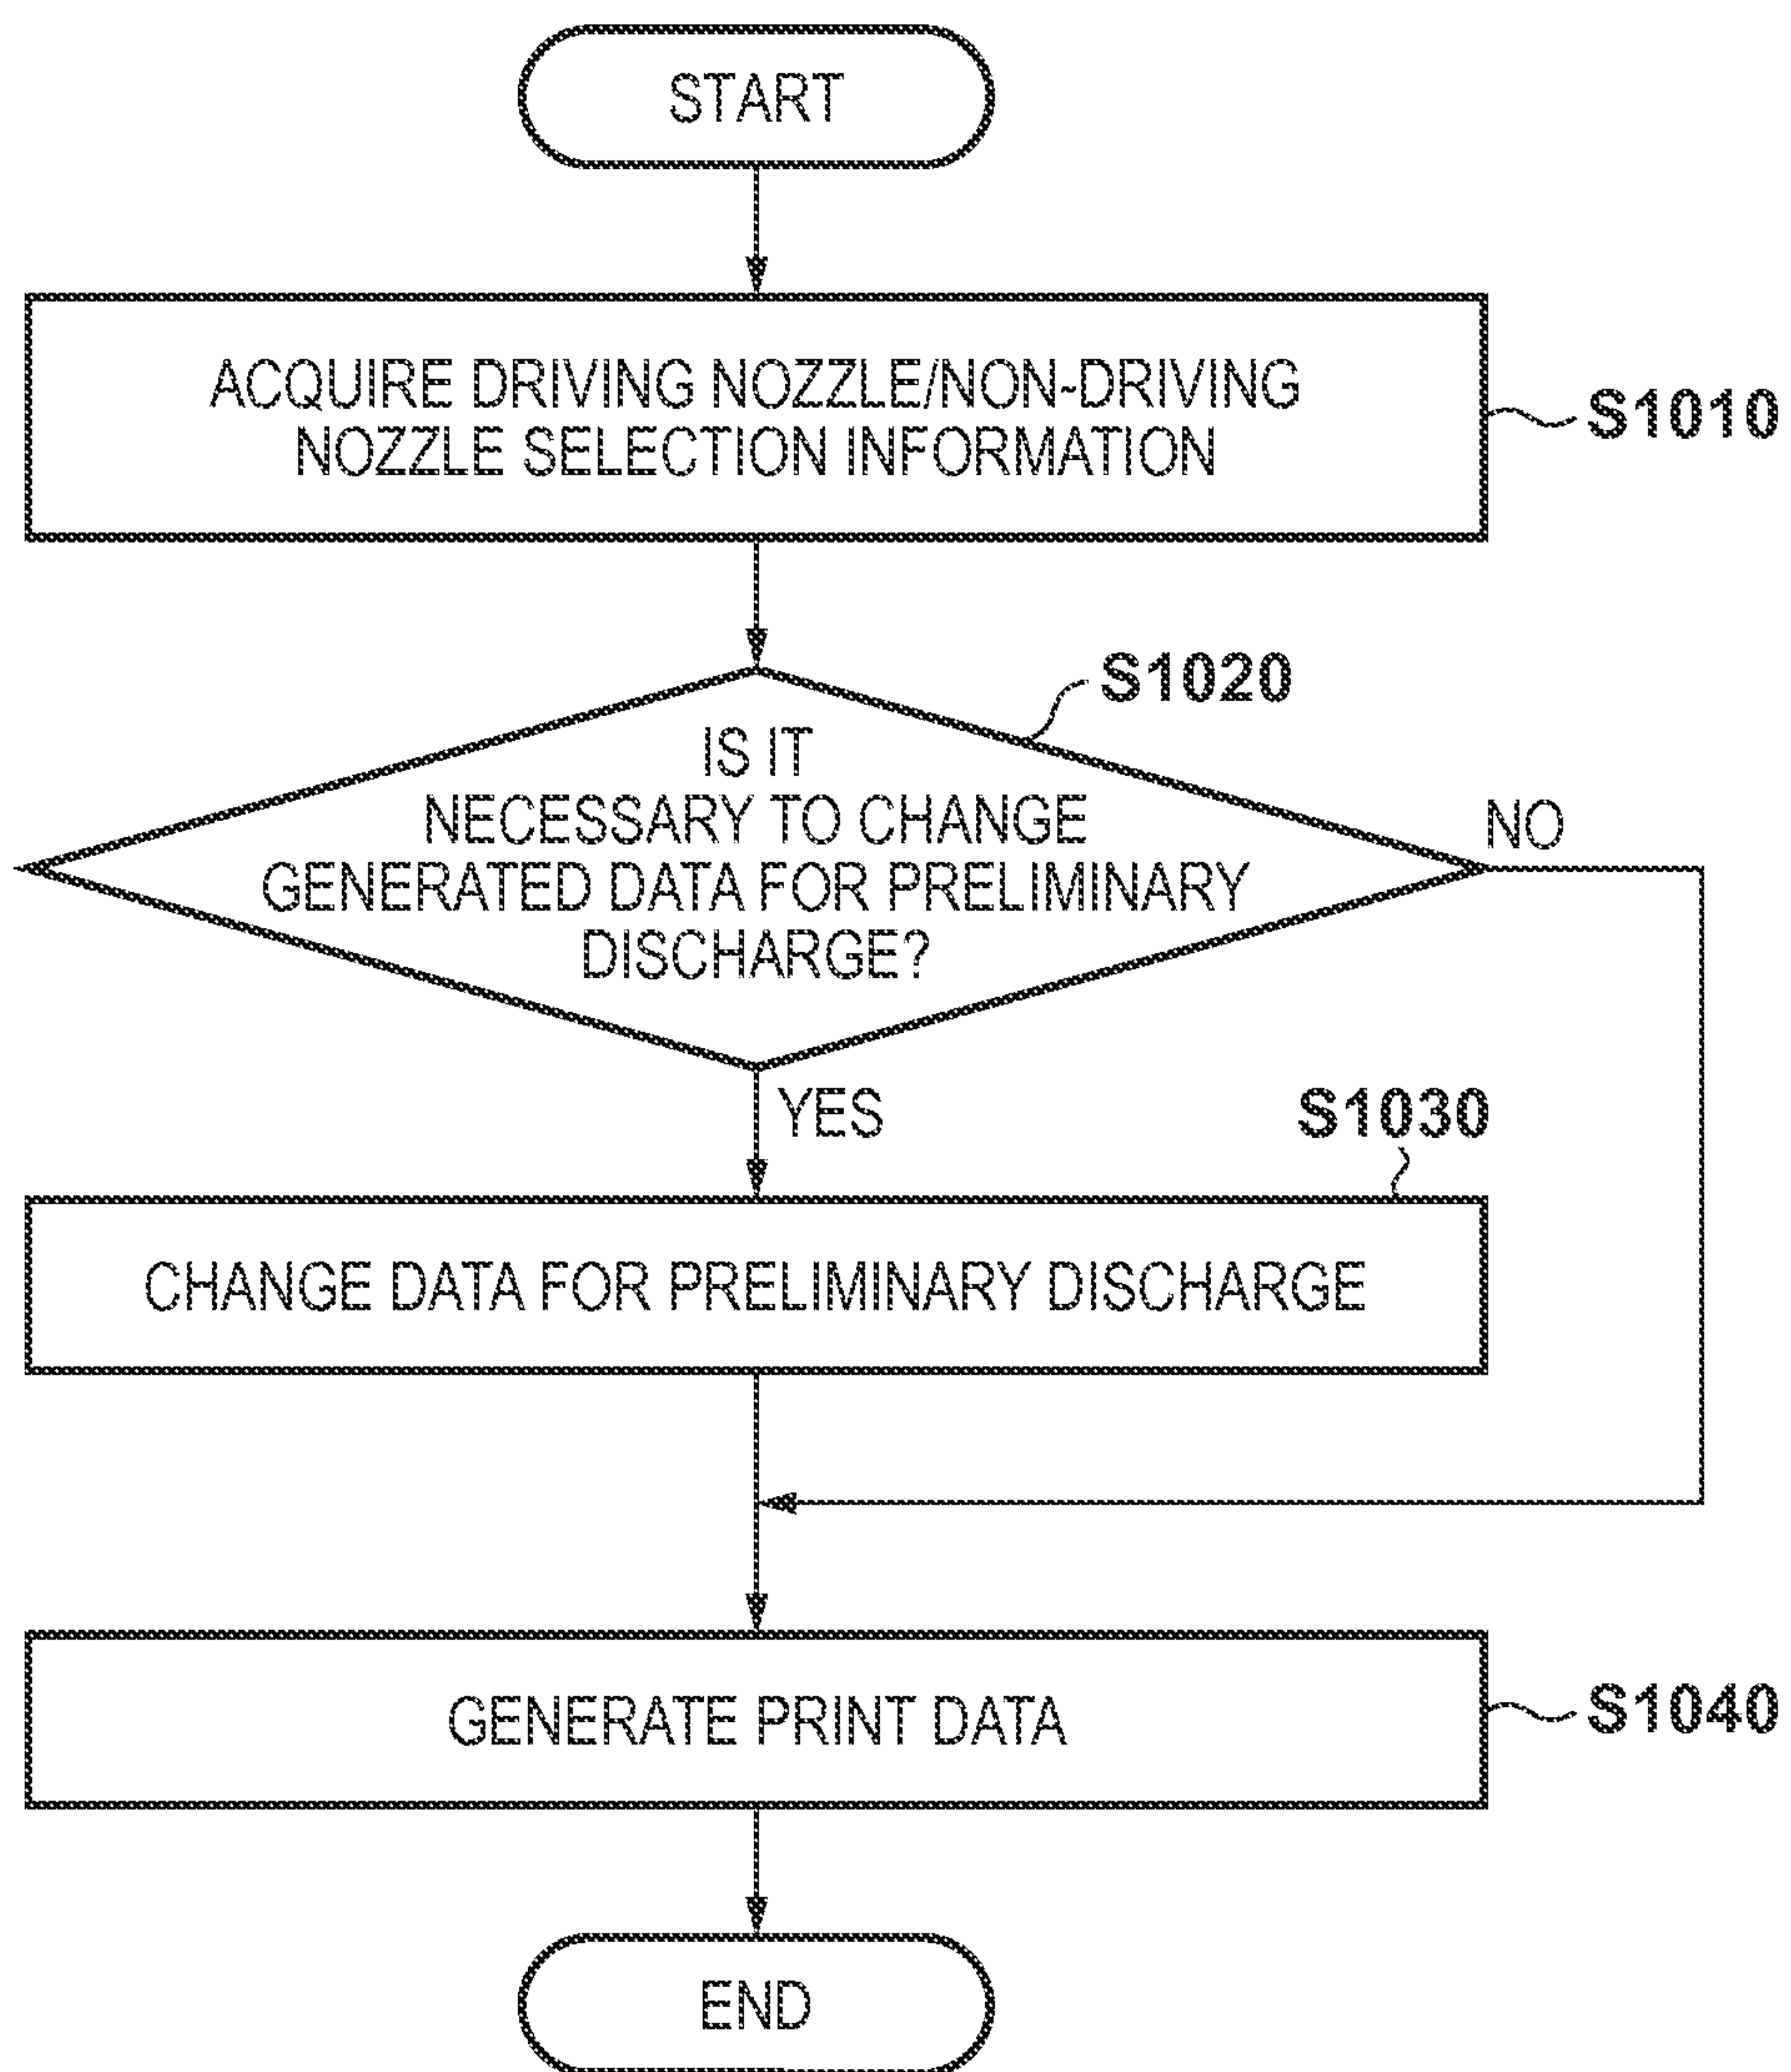 START
ACQUIRE DRIVING NOZZLE/NON-DRIVING
NOZZLE SELECTION INFORMATION
S1010
S1020
IS IT
NECESSARY TO CHANGE
GENERATED DATA FOR PRELIMINARY
DISCHARGE?
NO
YES
S1030
CHANGE DATA FOR PRELIMINARY DISCHARGE
GENERATE PRINT DATA
S1040
END